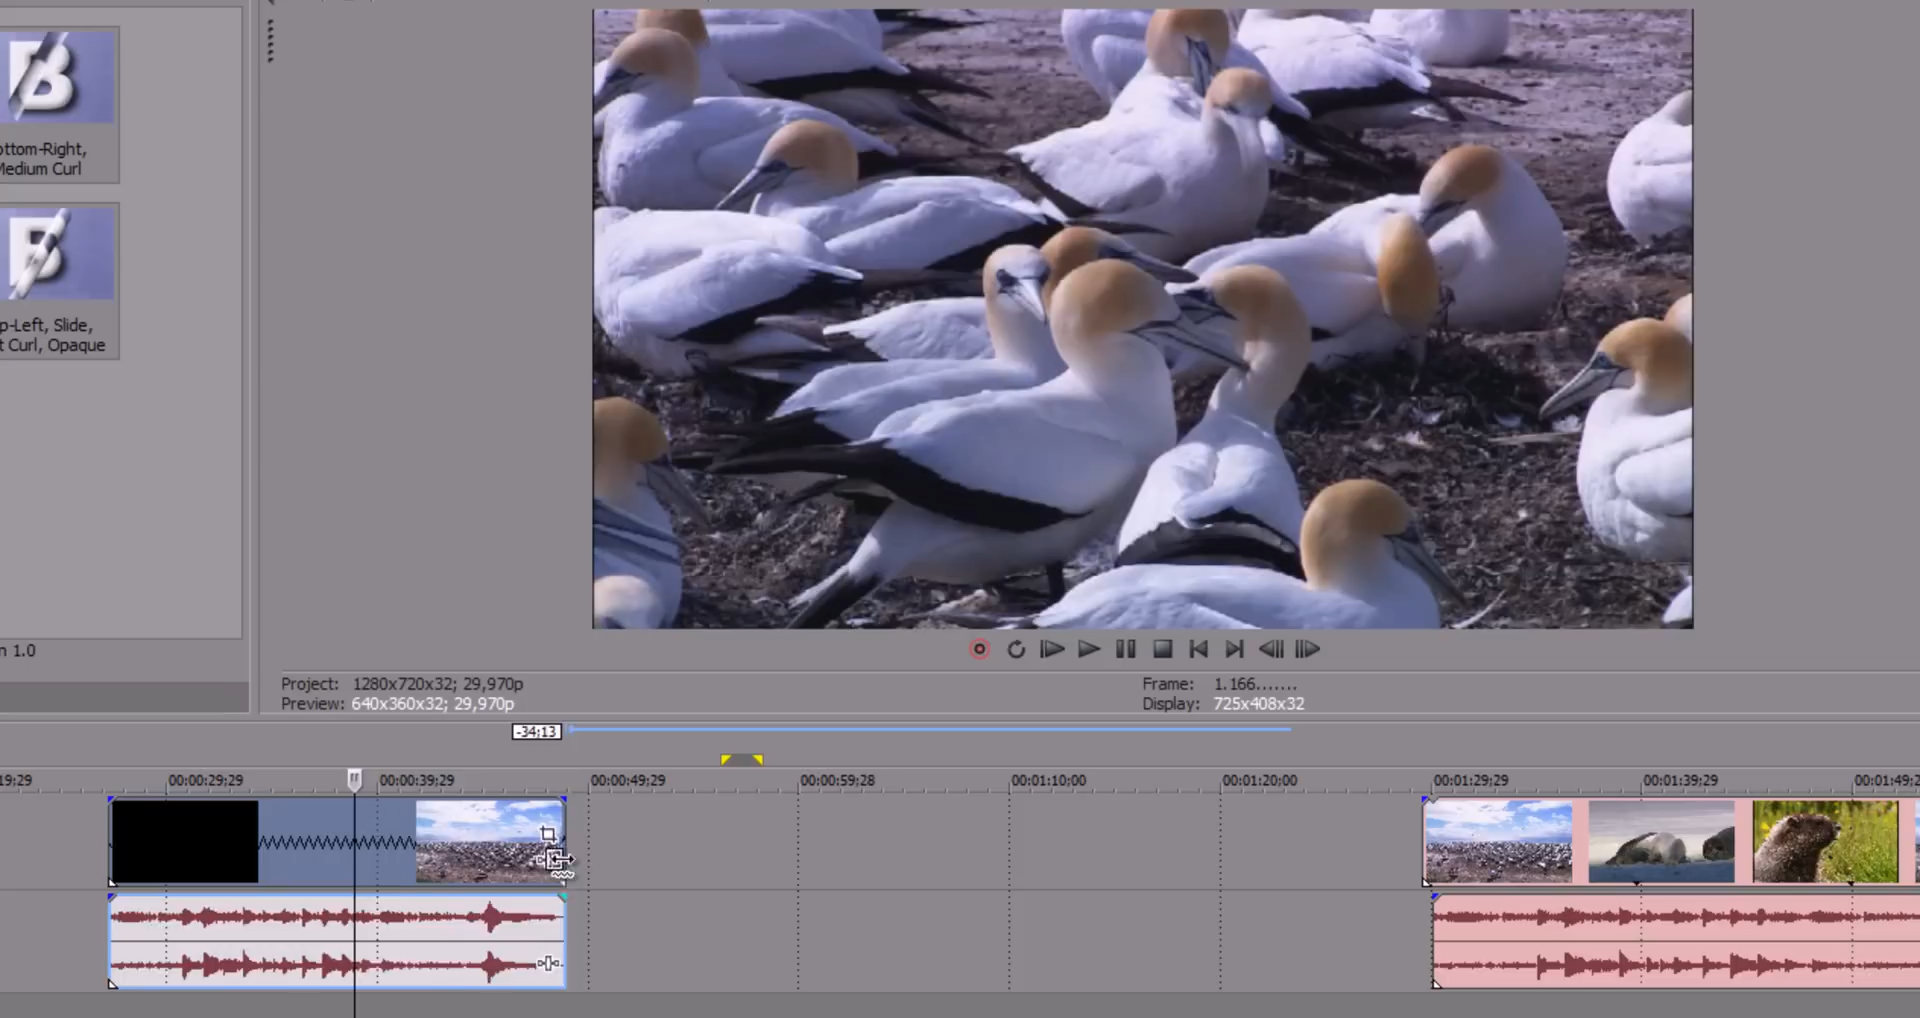 B
ottom-Right,
Medium Curl
B
p-Left, Slide,
t Curl, Opaque
n 1.0
Project: 1280x720x32; 29,970p
Preview: 640x360x32; 29,970p
Frame: 1.166.......
Display: 725x408x32
-34;13
19;29
00:00:29;29
00:00:39;29
00:00:49;29
00:00:59;28
00:01:10;00
00:01:20;00
00:01:29;29
00:01:39;29
00:01:49;2